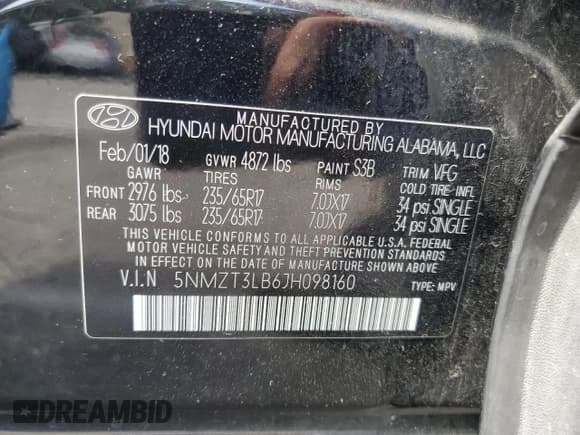 MANUFACTURED BY
HYUNDAI MOTOR MANUFACTURING ALABAMA, LLC
Feb/01/18 GVWR 4872 lbs PAINT S3B TRIM VFG
GAWR TIRES RIMS COLD TIRE INFL
FRONT 2976 lbs 235/65R17 7.0JX17 34 psi SINGLE
REAR 3075 lbs 235/65R17 7.0JX17 34 psi SINGLE
THIS VEHICLE CONFORMS TO ALL APPLICABLE U.S.A. FEDERAL
MOTOR VEHICLE SAFETY AND THEFT PREVENTION STANDARDS
IN EFFECT ON THE DATE OF MANUFACTURE SHOWN ABOVE.
V.I.N 5NMZT3LB6JH098160 TYPE: MPV
DREAMBID